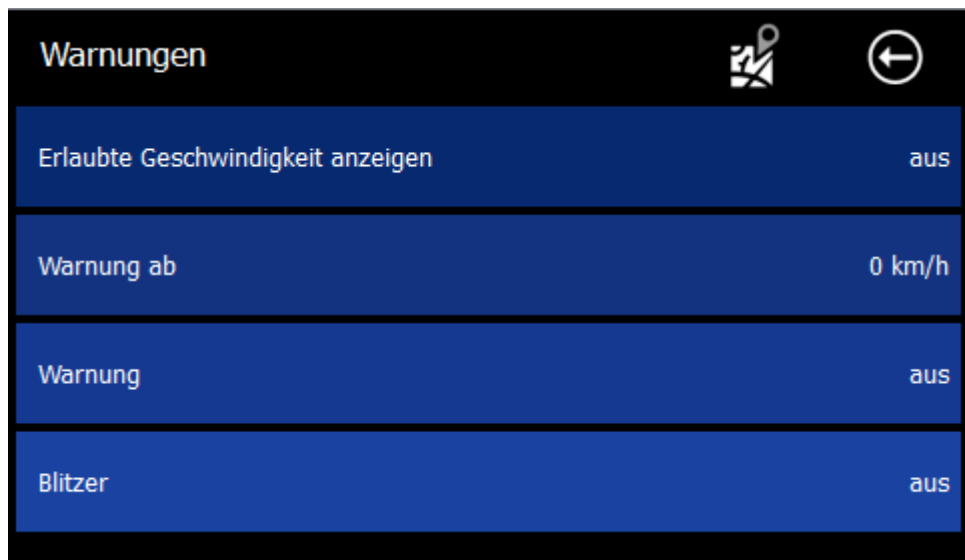 Warnungen
Erlaubte Geschwindigkeit anzeigen aus
Warnung ab 0 km/h
Warnung aus
Blitzer aus